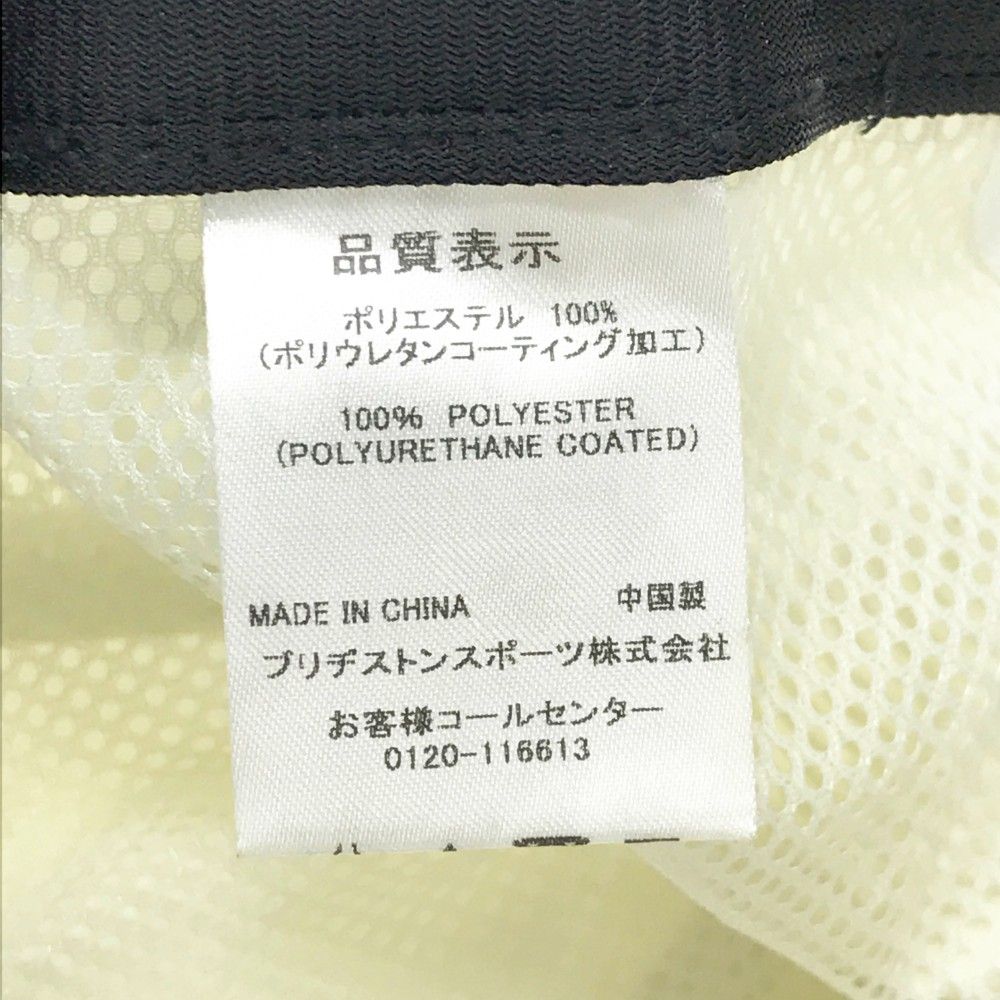 品質表示
ポリエステル 100%
(ポリウレタンコーティング加工)
100% POLYESTER
(POLYURETHANE COATED)
MADE IN CHINA 中国製
ブリヂストンスポーツ株式会社
お客様コールセンター
0120-116613